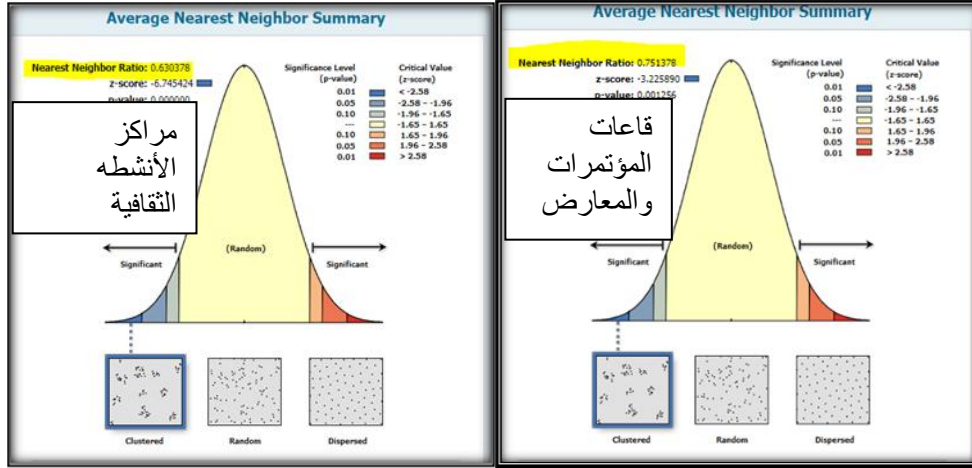 Average Nearest Neighbor Summary
Nearest Neighbor Ratio: 0.630378
z-score: -6.745424
p-value: 0.000000
Significance Level
(p-value)
Critical Value
(z-score)
0.01 < -2.58
0.05 -2.58 - -1.96
0.10 -1.96 - -1.65
--- -1.65 - 1.65
0.10 1.65 - 1.96
0.05 1.96 - 2.58
0.01 > 2.58
مراكز
الأنشطه
الثقافية
(Random)
Significant
Significant
Clustered
Random
Dispersed
Average Nearest Neighbor Summary
Nearest Neighbor Ratio: 0.751378
z-score: -3.225890
p-value: 0.001256
Significance Level
(p-value)
Critical Value
(z-score)
0.01 < -2.58
0.05 -2.58 - -1.96
0.10 -1.96 - -1.65
--- -1.65 - 1.65
0.10 1.65 - 1.96
0.05 1.96 - 2.58
0.01 > 2.58
قاعات
المؤتمرات
والمعارض
(Random)
Significant
Significant
Clustered
Random
Dispersed